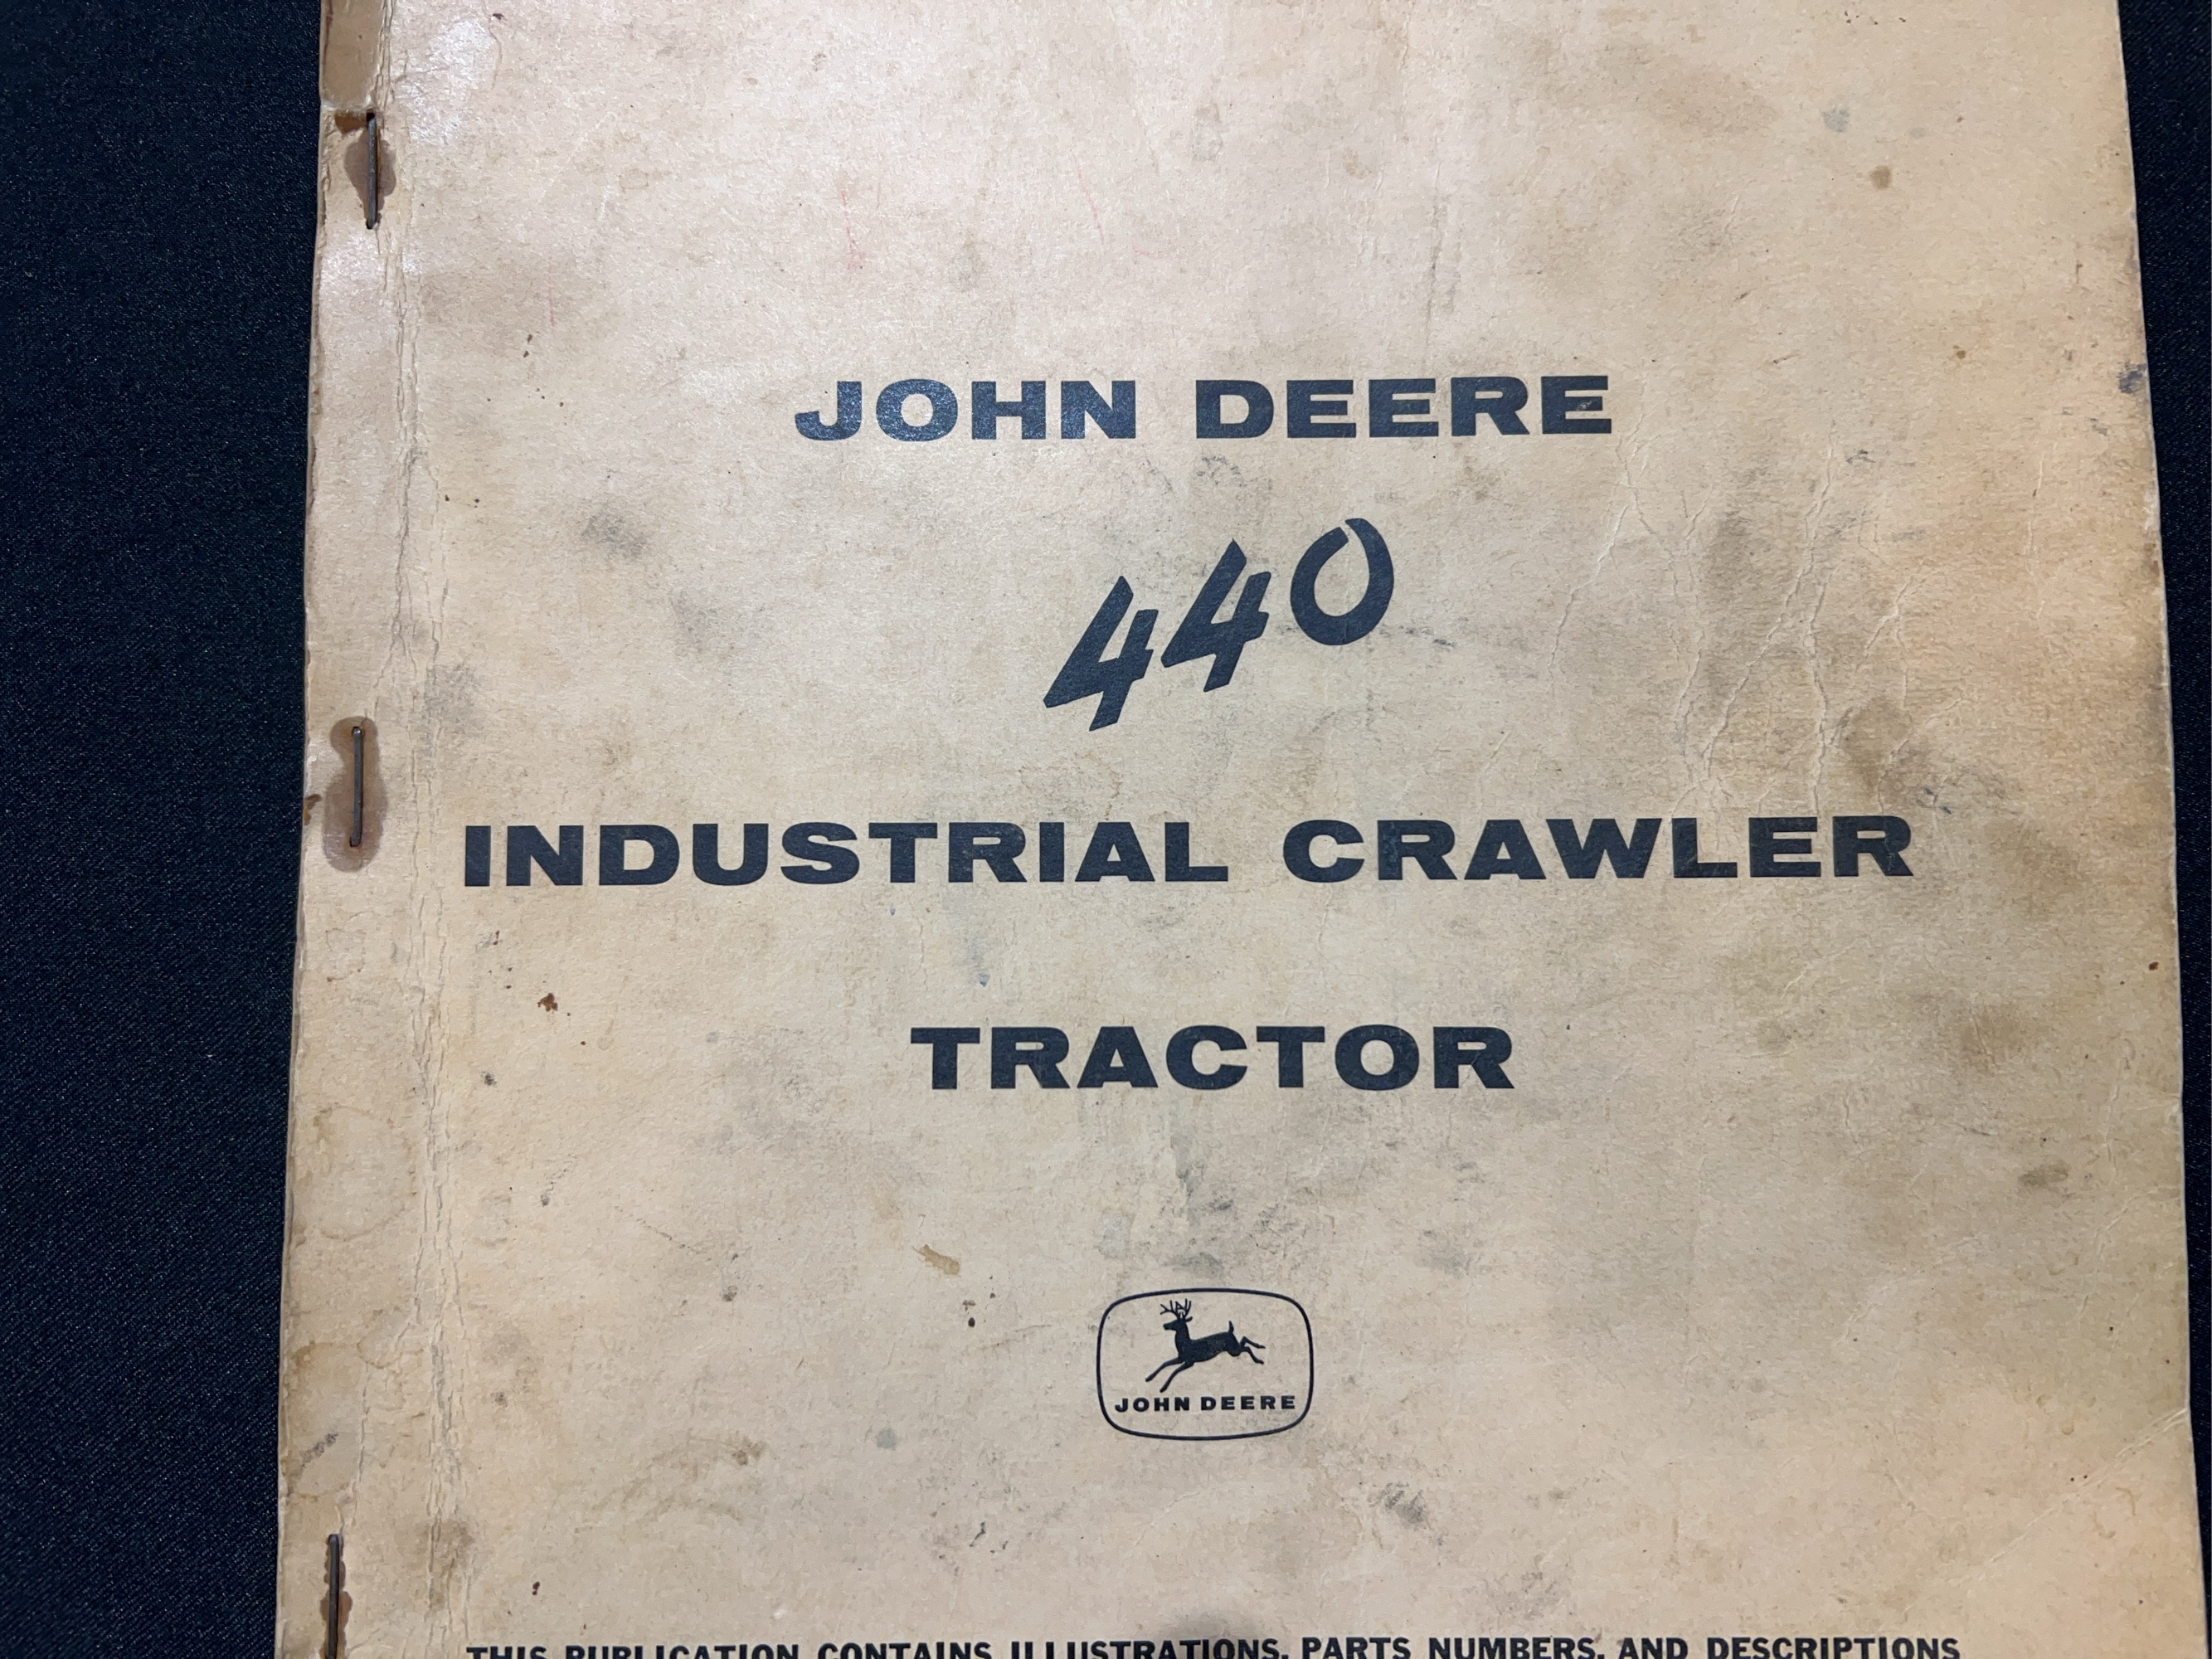 JOHN DEERE
440
INDUSTRIAL CRAWLER
TRACTOR
JOHN DEERE
THIS PUBLICATION CONTAINS ILLUSTRATIONS, PARTS NUMBERS, AND DESCRIPTIONS